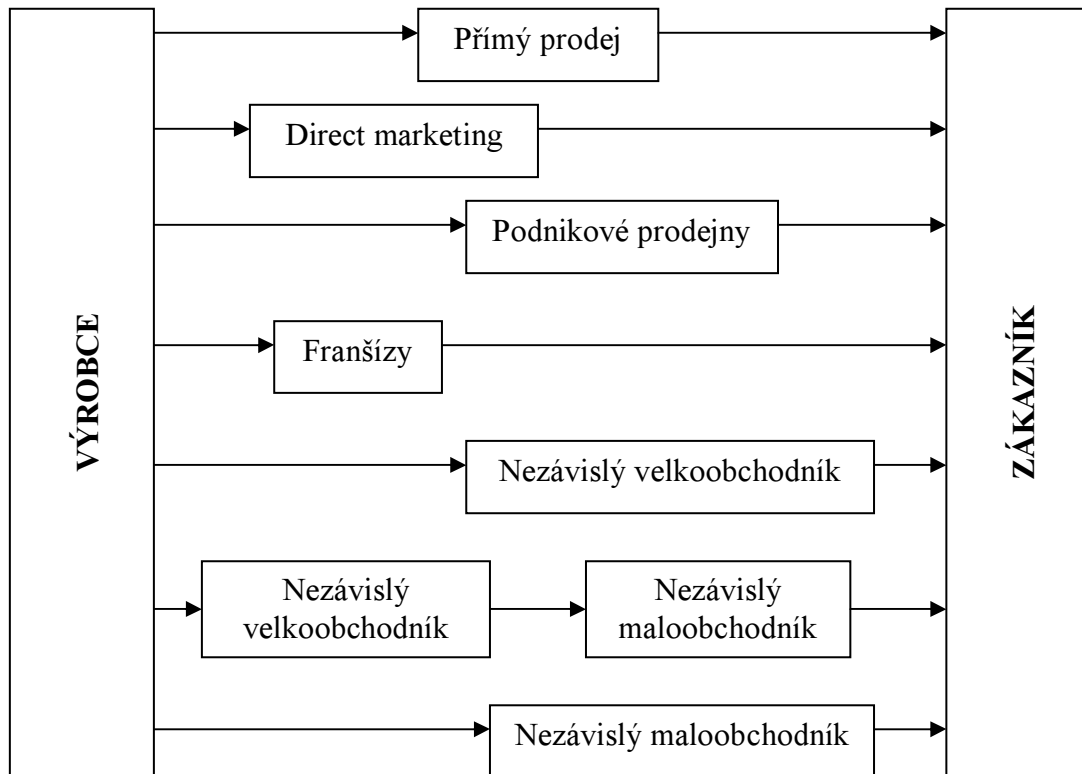 Přímý prodej
Direct marketing
Podnikové prodejny
VÝROBCE
Franšízy
ZÁKAZNÍK
Nezávislý velkoobchodník
Nezávislý
velkoobchodník
Nezávislý
maloobchodník
Nezávislý maloobchodník